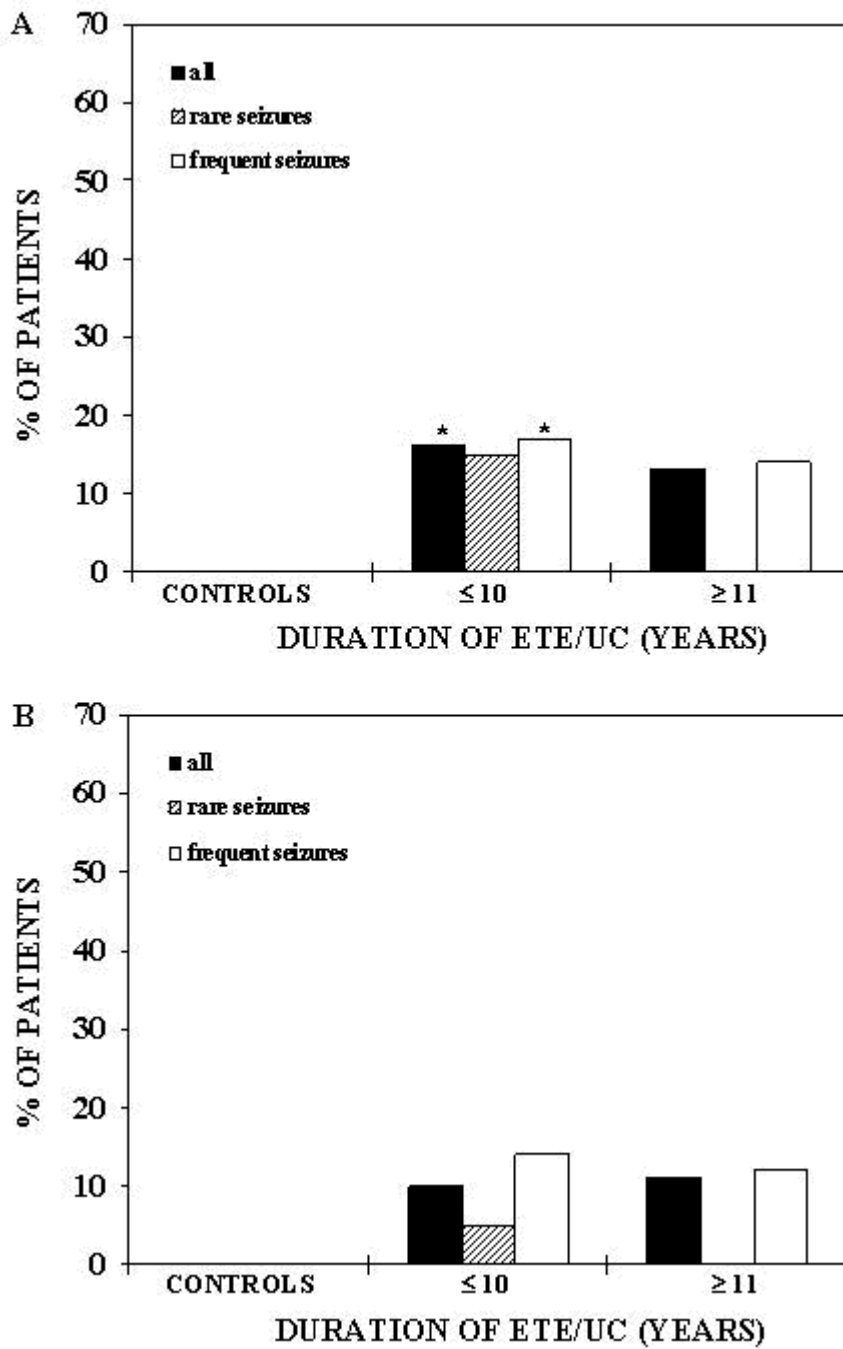 A
70
60
50
40
30
20
10
0
% OF PATIENTS
all
rare seizures
frequent seizures
* *
CONTROLS ≤10 ≥11
DURATION OF ETE/UC (YEARS)
B
70
60
50
40
30
20
10
0
% OF PATIENTS
all
rare seizures
frequent seizures
CONTROLS ≤10 ≥11
DURATION OF ETE/UC (YEARS)